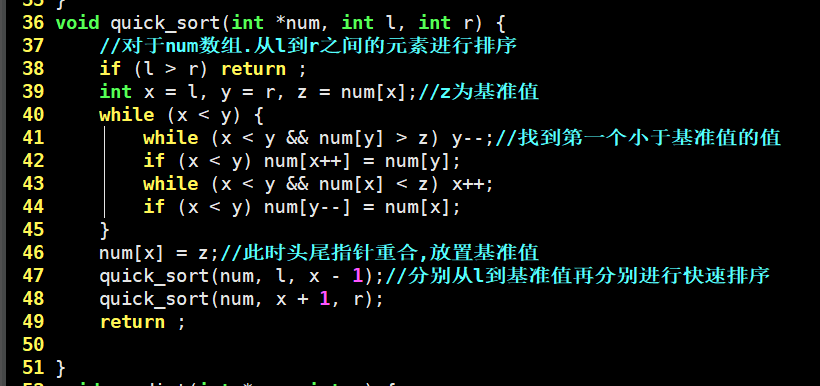 35 }
36 void quick_sort(int *num, int l, int r) {
37     //对于num数组.从l到r之间的元素进行排序
38     if (l > r) return ;
39     int x = l, y = r, z = num[x];//z为基准值
40     while (x < y) {
41         while (x < y && num[y] > z) y--;//找到第一个小于基准值的值
42         if (x < y) num[x++] = num[y];
43         while (x < y && num[x] < z) x++;
44         if (x < y) num[y--] = num[x];
45     }
46     num[x] = z;//此时头尾指针重合,放置基准值
47     quick_sort(num, l, x - 1);//分别从l到基准值再分别进行快速排序
48     quick_sort(num, x + 1, r);
49     return ;
50
51 }